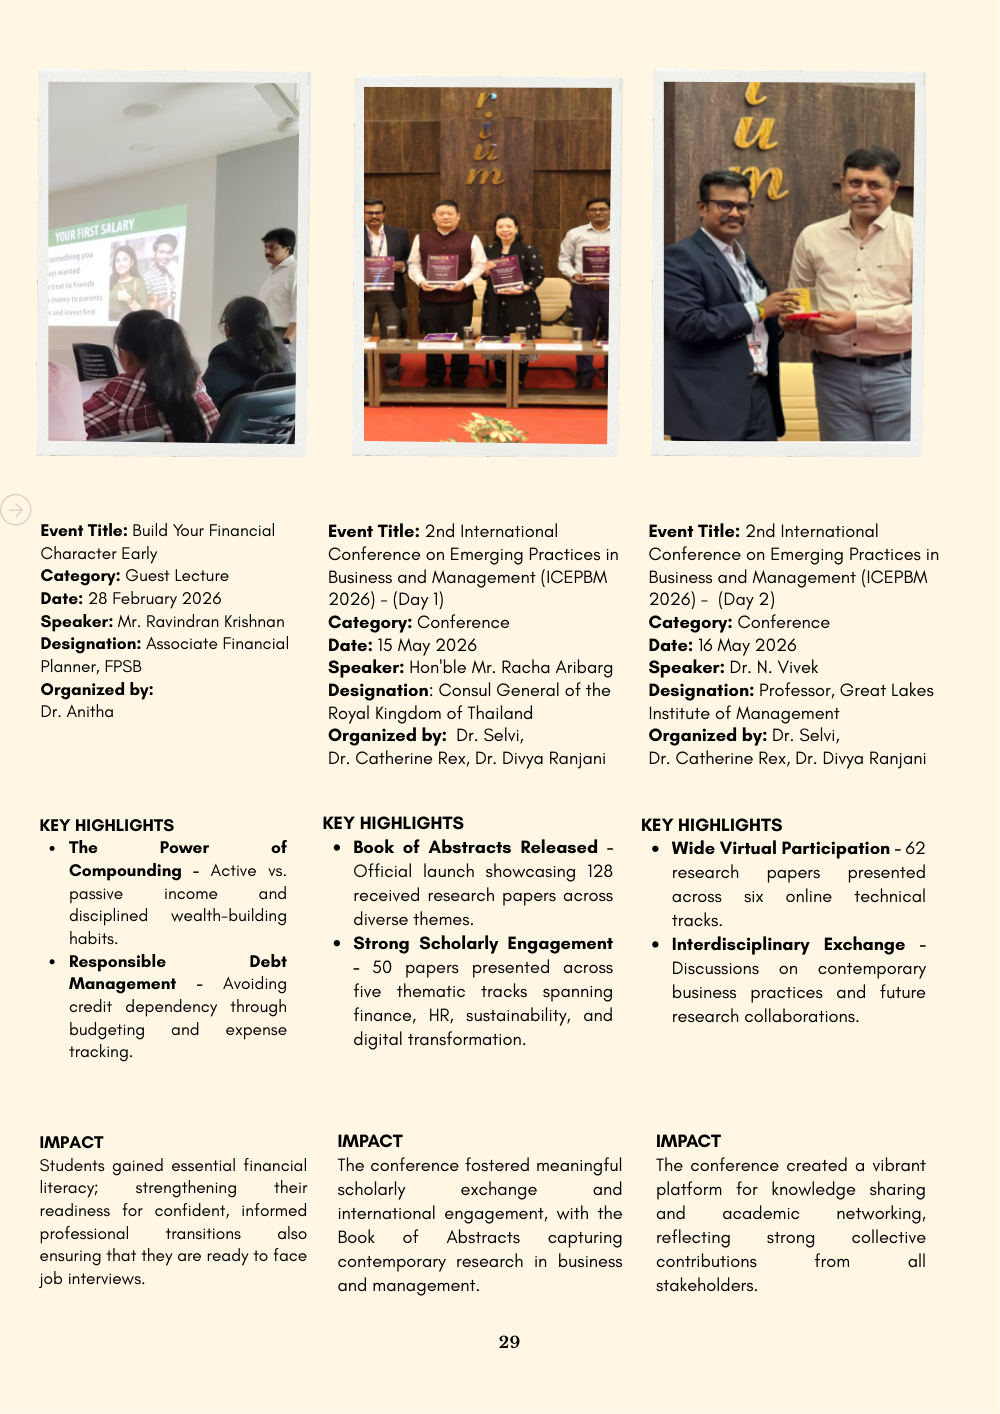 YOUR FIRST SALARY
something you
ays wanted
treat to friends
money to parents
n and invest first
r
i
u
m
i
u
m
Event Title: Build Your Financial
Character Early
Category: Guest Lecture
Date: 28 February 2026
Speaker: Mr. Ravindran Krishnan
Designation: Associate Financial
Planner, FPSB
Organized by:
Dr. Anitha
Event Title: 2nd International
Conference on Emerging Practices in
Business and Management (ICEPBM
2026) - (Day 1)
Category: Conference
Date: 15 May 2026
Speaker: Hon'ble Mr. Racha Aribarg
Designation: Consul General of the
Royal Kingdom of Thailand
Organized by: Dr. Selvi,
Dr. Catherine Rex, Dr. Divya Ranjani
Event Title: 2nd International
Conference on Emerging Practices in
Business and Management (ICEPBM
2026) - (Day 2)
Category: Conference
Date: 16 May 2026
Speaker: Dr. N. Vivek
Designation: Professor, Great Lakes
Institute of Management
Organized by: Dr. Selvi,
Dr. Catherine Rex, Dr. Divya Ranjani
KEY HIGHLIGHTS
• The Power of
Compounding - Active vs.
passive income and
disciplined wealth-building
habits.
• Responsible Debt
Management - Avoiding
credit dependency through
budgeting and expense
tracking.
KEY HIGHLIGHTS
• Book of Abstracts Released -
Official launch showcasing 128
received research papers across
diverse themes.
• Strong Scholarly Engagement
- 50 papers presented across
five thematic tracks spanning
finance, HR, sustainability, and
digital transformation.
KEY HIGHLIGHTS
• Wide Virtual Participation - 62
research papers presented
across six online technical
tracks.
• Interdisciplinary Exchange -
Discussions on contemporary
business practices and future
research collaborations.
IMPACT
Students gained essential financial
literacy; strengthening their
readiness for confident, informed
professional transitions also
ensuring that they are ready to face
job interviews.
IMPACT
The conference fostered meaningful
scholarly exchange and
international engagement, with the
Book of Abstracts capturing
contemporary research in business
and management.
IMPACT
The conference created a vibrant
platform for knowledge sharing
and academic networking,
reflecting strong collective
contributions from all
stakeholders.
29